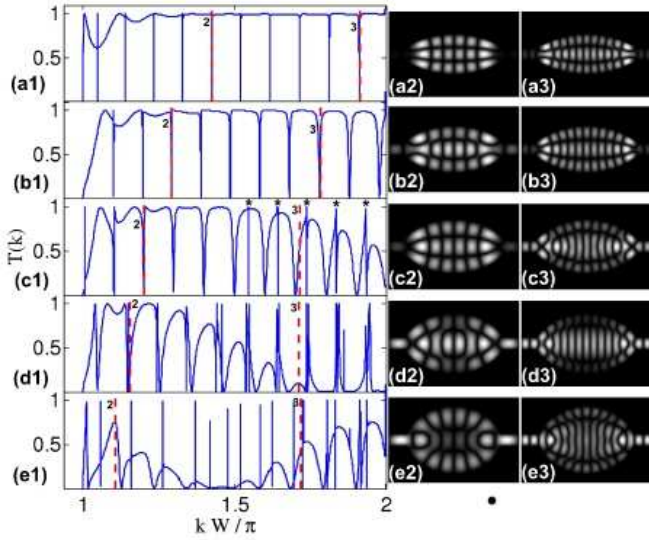 1
2
3
0.5
(a1)
(a2)
(a3)
1
2
3
0.5
(b1)
(b2)
(b3)
* * * * *
1
2
3
0.5
T(k)
(c1)
(c2)
(c3)
1
2
3
0.5
(d1)
(d2)
(d3)
1
2
3
0.5
(e1)
(e2)
(e3)
1 1.5 2
k W / π